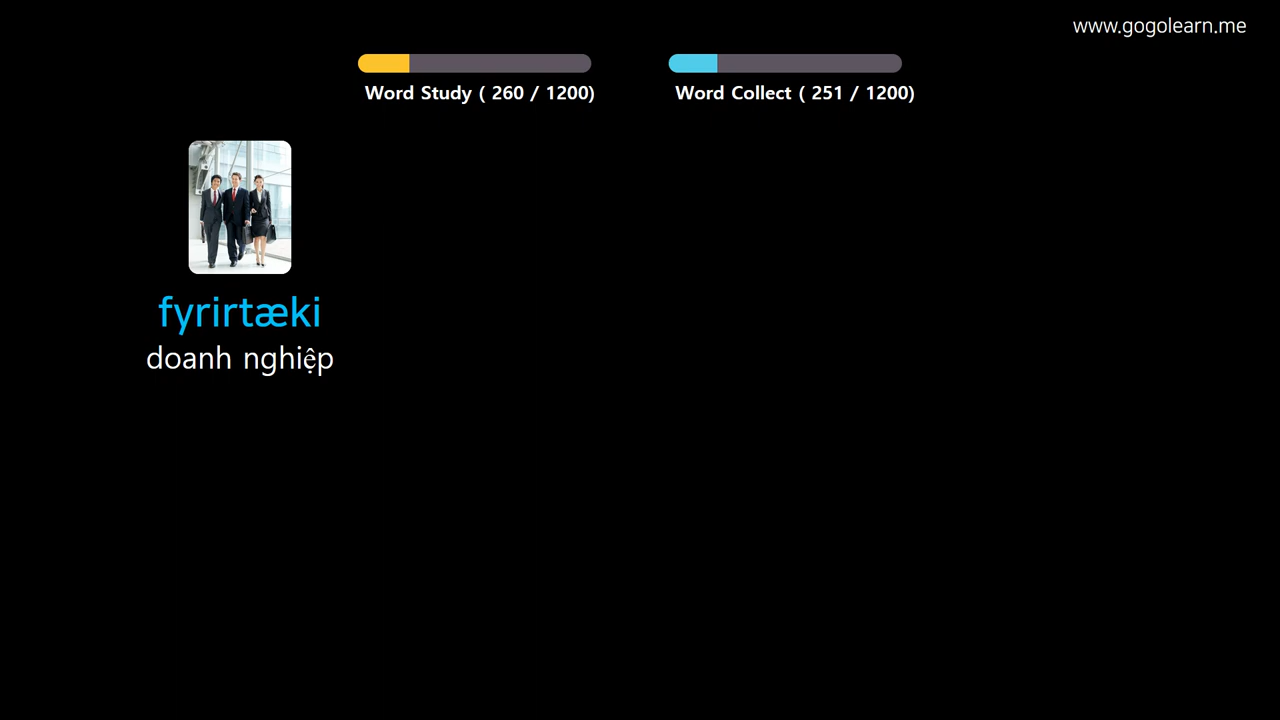 www.gogolearn.me
Word Study ( 260 / 1200)
Word Collect ( 251 / 1200)
fyrirtæki
doanh nghiệp